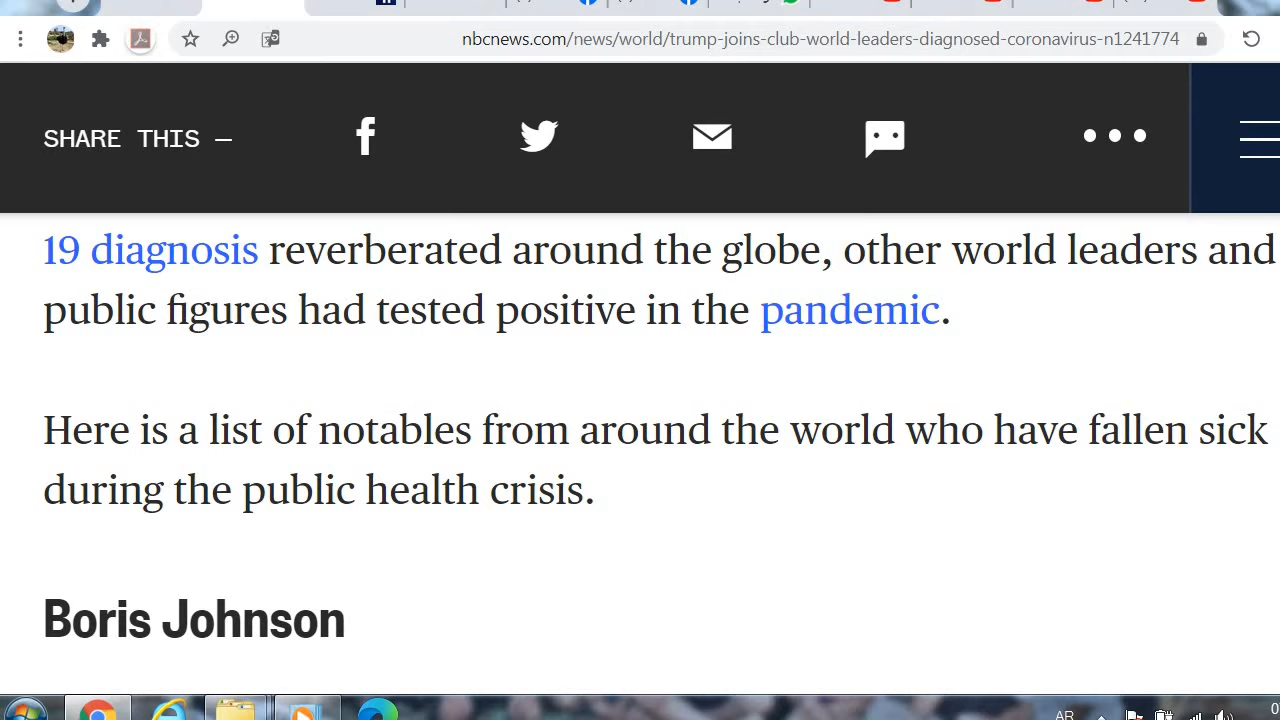 nbcnews.com/news/world/trump-joins-club-world-leaders-diagnosed-coronavirus-n1241774
SHARE THIS —
19 diagnosis reverberated around the globe, other world leaders and
public figures had tested positive in the pandemic.
Here is a list of notables from around the world who have fallen sick
during the public health crisis.
Boris Johnson
AR